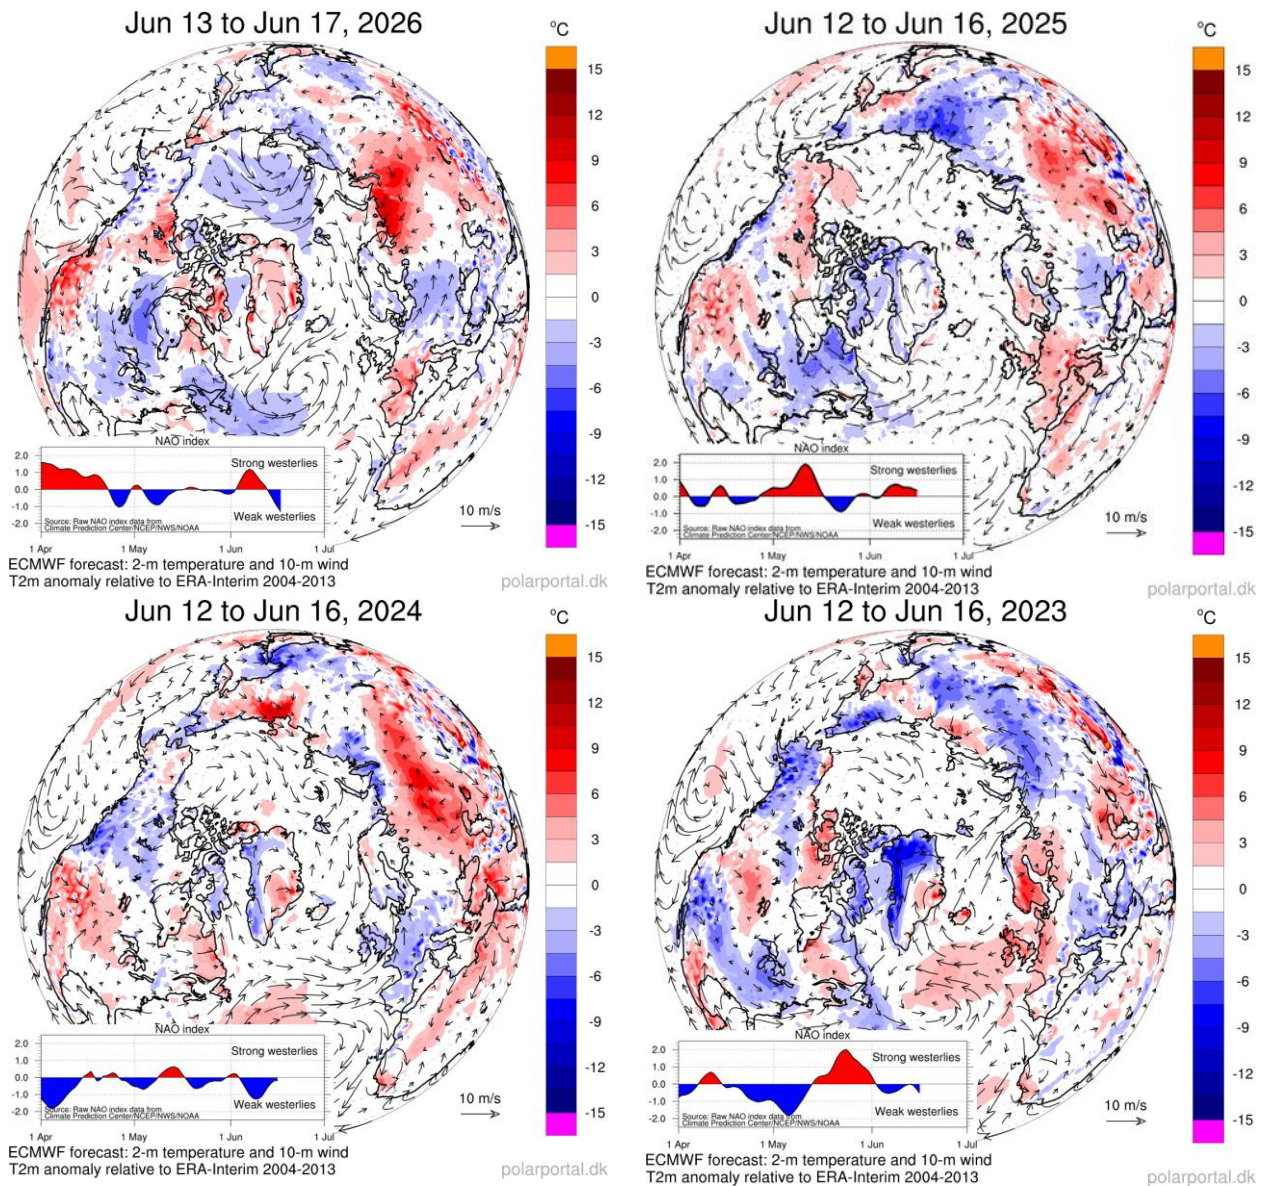 Jun 13 to Jun 17, 2026
°C
15
12
9
6
3
0
-3
-6
-9
-12
-15
NAO index
2.0
1.0
0.0
-1.0
-2.0
Strong westerlies
Weak westerlies
Source: Raw NAO index data from
Climate Prediction Center/NCEP/NWS/NOAA
1 Apr 1 May 1 Jun 1 Jul
10 m/s
ECMWF forecast: 2-m temperature and 10-m wind
T2m anomaly relative to ERA-Interim 2004-2013
polarportal.dk
Jun 12 to Jun 16, 2025
°C
15
12
9
6
3
0
-3
-6
-9
-12
-15
NAO index
2.0
1.0
0.0
-1.0
-2.0
Strong westerlies
Weak westerlies
Source: Raw NAO index data from
Climate Prediction Center/NCEP/NWS/NOAA
1 Apr 1 May 1 Jun 1 Jul
10 m/s
ECMWF forecast: 2-m temperature and 10-m wind
T2m anomaly relative to ERA-Interim 2004-2013
polarportal.dk
Jun 12 to Jun 16, 2024
°C
15
12
9
6
3
0
-3
-6
-9
-12
-15
NAO index
2.0
1.0
0.0
-1.0
-2.0
Strong westerlies
Weak westerlies
Source: Raw NAO index data from
Climate Prediction Center/NCEP/NWS/NOAA
1 Apr 1 May 1 Jun 1 Jul
10 m/s
ECMWF forecast: 2-m temperature and 10-m wind
T2m anomaly relative to ERA-Interim 2004-2013
polarportal.dk
Jun 12 to Jun 16, 2023
°C
15
12
9
6
3
0
-3
-6
-9
-12
-15
NAO index
2.0
1.0
0.0
-1.0
-2.0
Strong westerlies
Weak westerlies
Source: Raw NAO index data from
Climate Prediction Center/NCEP/NWS/NOAA
1 Apr 1 May 1 Jun 1 Jul
10 m/s
ECMWF forecast: 2-m temperature and 10-m wind
T2m anomaly relative to ERA-Interim 2004-2013
polarportal.dk